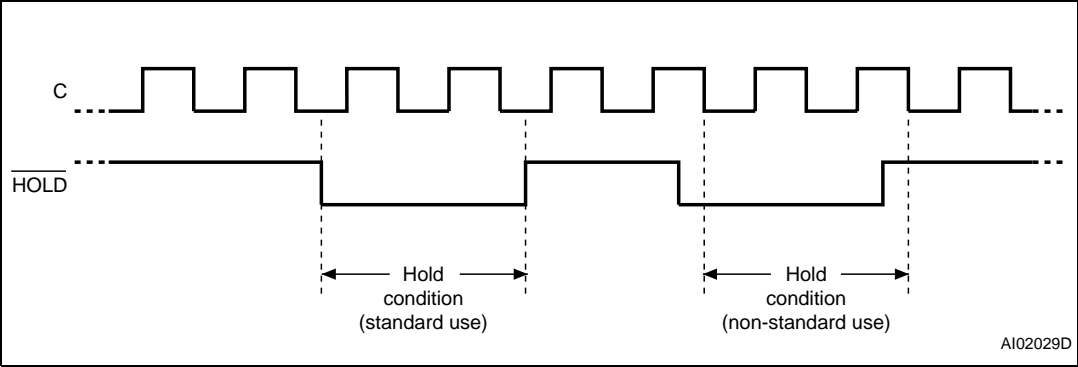 C
HOLD
Hold
condition
(standard use)
Hold
condition
(non-standard use)
AI02029D